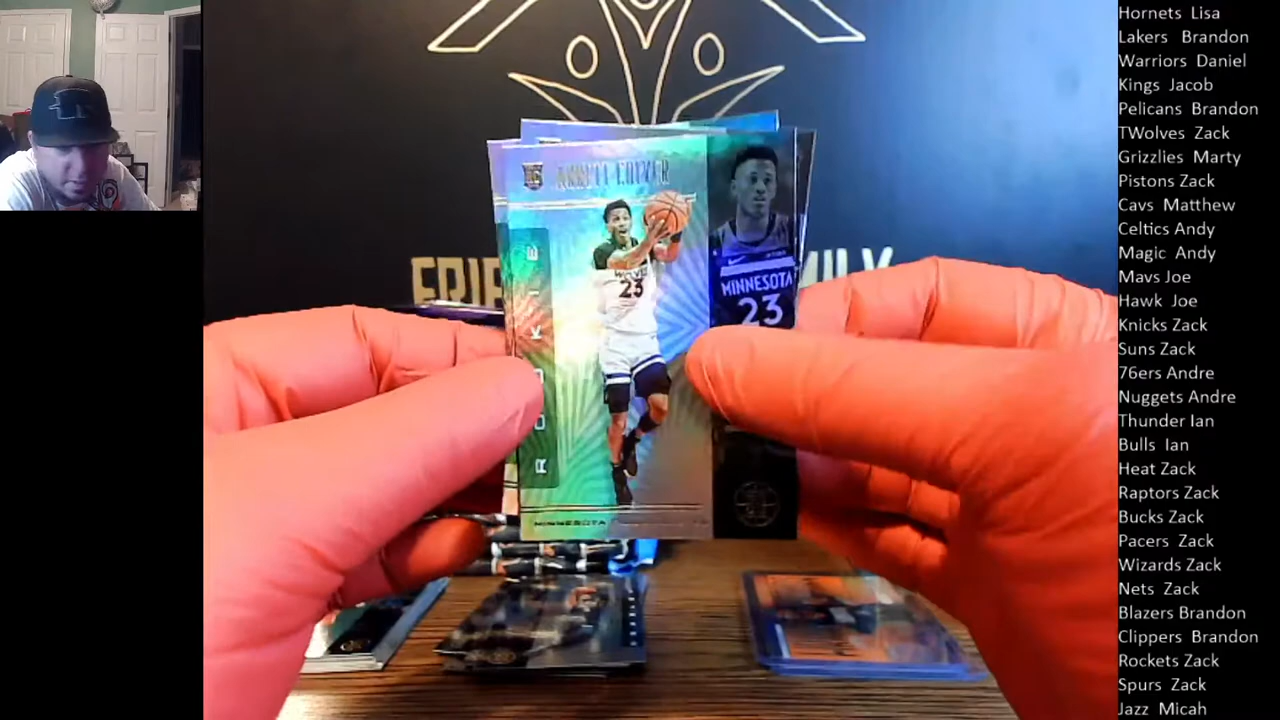 Hornets Lisa
Lakers Brandon
Warriors Daniel
Kings Jacob
Pelicans Brandon
TWolves Zack
Grizzlies Marty
Pistons Zack
Cavs Matthew
Celtics Andy
Magic Andy
Mavs Joe
Hawk Joe
Knicks Zack
Suns Zack
76ers Andre
Nuggets Andre
Thunder Ian
Bulls Ian
Heat Zack
Raptors Zack
Bucks Zack
Pacers Zack
Wizards Zack
Nets Zack
Blazers Brandon
Clippers Brandon
Rockets Zack
Spurs Zack
Jazz Micah
MINNESOTA
23
23
MINNESOTA